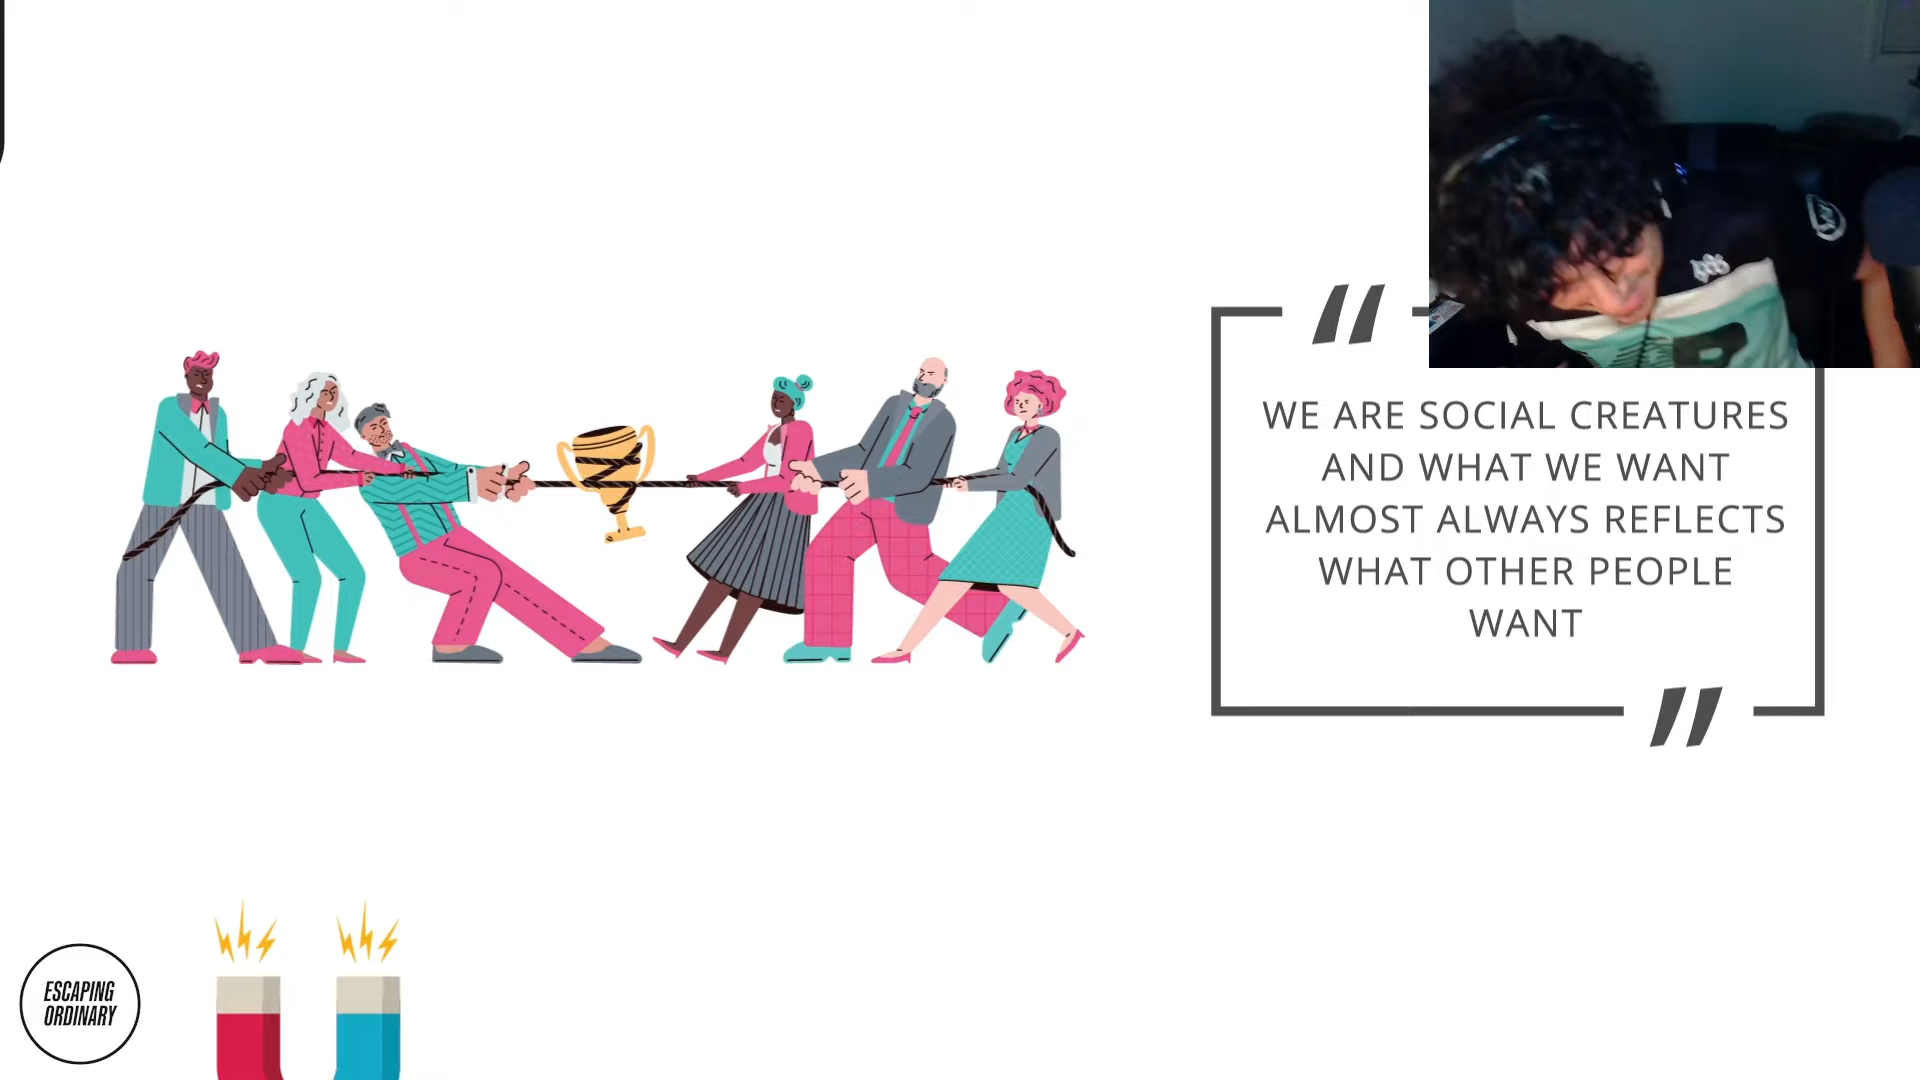 WE ARE SOCIAL CREATURES
AND WHAT WE WANT
ALMOST ALWAYS REFLECTS
WHAT OTHER PEOPLE
WANT
ESCAPING
ORDINARY